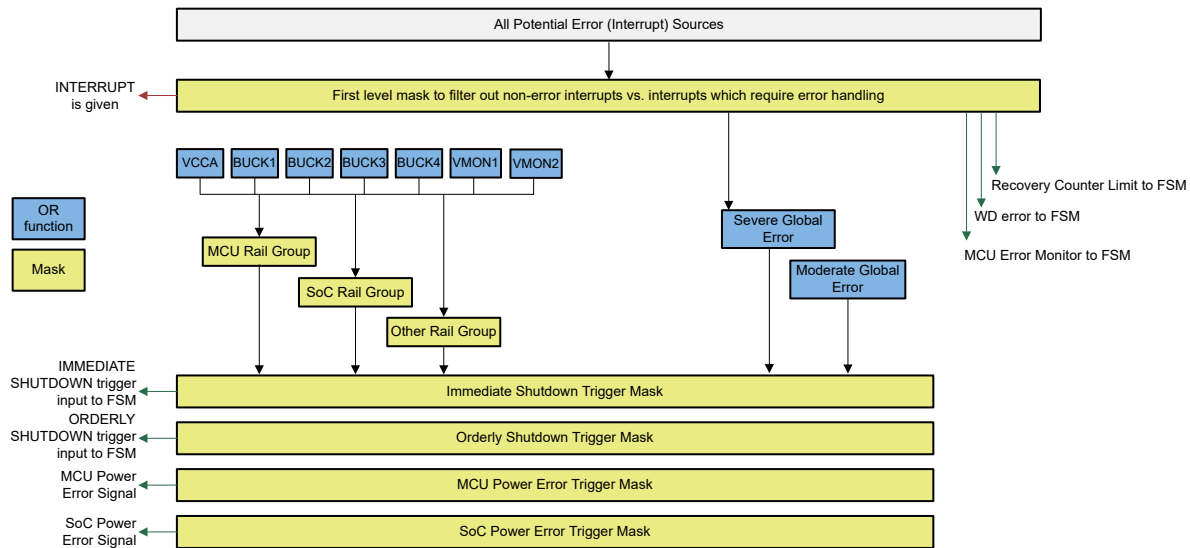 All Potential Error (Interrupt) Sources
INTERRUPT
is given
First level mask to filter out non-error interrupts vs. interrupts which require error handling
VCCA
BUCK1
BUCK2
BUCK3
BUCK4
VMON1
VMON2
Recovery Counter Limit to FSM
WD error to FSM
MCU Error Monitor to FSM
OR
function
Mask
Severe Global
Error
MCU Rail Group
Moderate Global
Error
SoC Rail Group
Other Rail Group
IMMEDIATE
SHUTDOWN trigger
input to FSM
Immediate Shutdown Trigger Mask
ORDERLY
SHUTDOWN trigger
input to FSM
Orderly Shutdown Trigger Mask
MCU Power
Error Signal
MCU Power Error Trigger Mask
SoC Power
Error Signal
SoC Power Error Trigger Mask